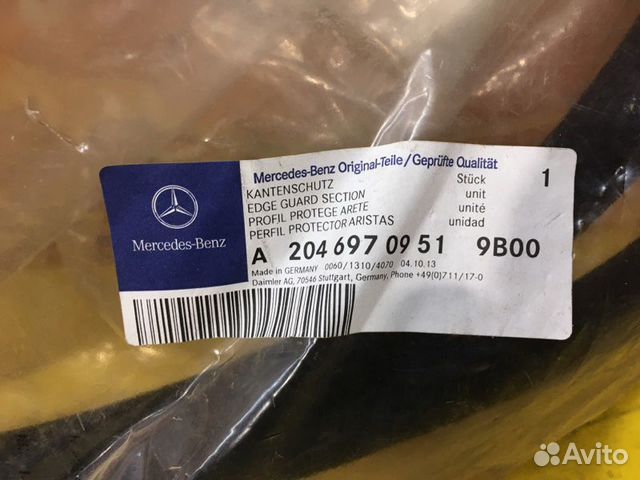 Mercedes-Benz
Mercedes-Benz Original-Teile/Geprüfte Qualität
KANTENSCHUTZ Stück 1
EDGE GUARD SECTION unit
PROFIL PROTEGE ARETE unité
PERFIL PROTECTOR ARISTAS unidad
A 204 697 09 51 9B00
Made in GERMANY 0060/1310/4070 04.10.13
Daimler AG, 70546 Stuttgart, Germany, Phone +49(0)711/17-0
Avito